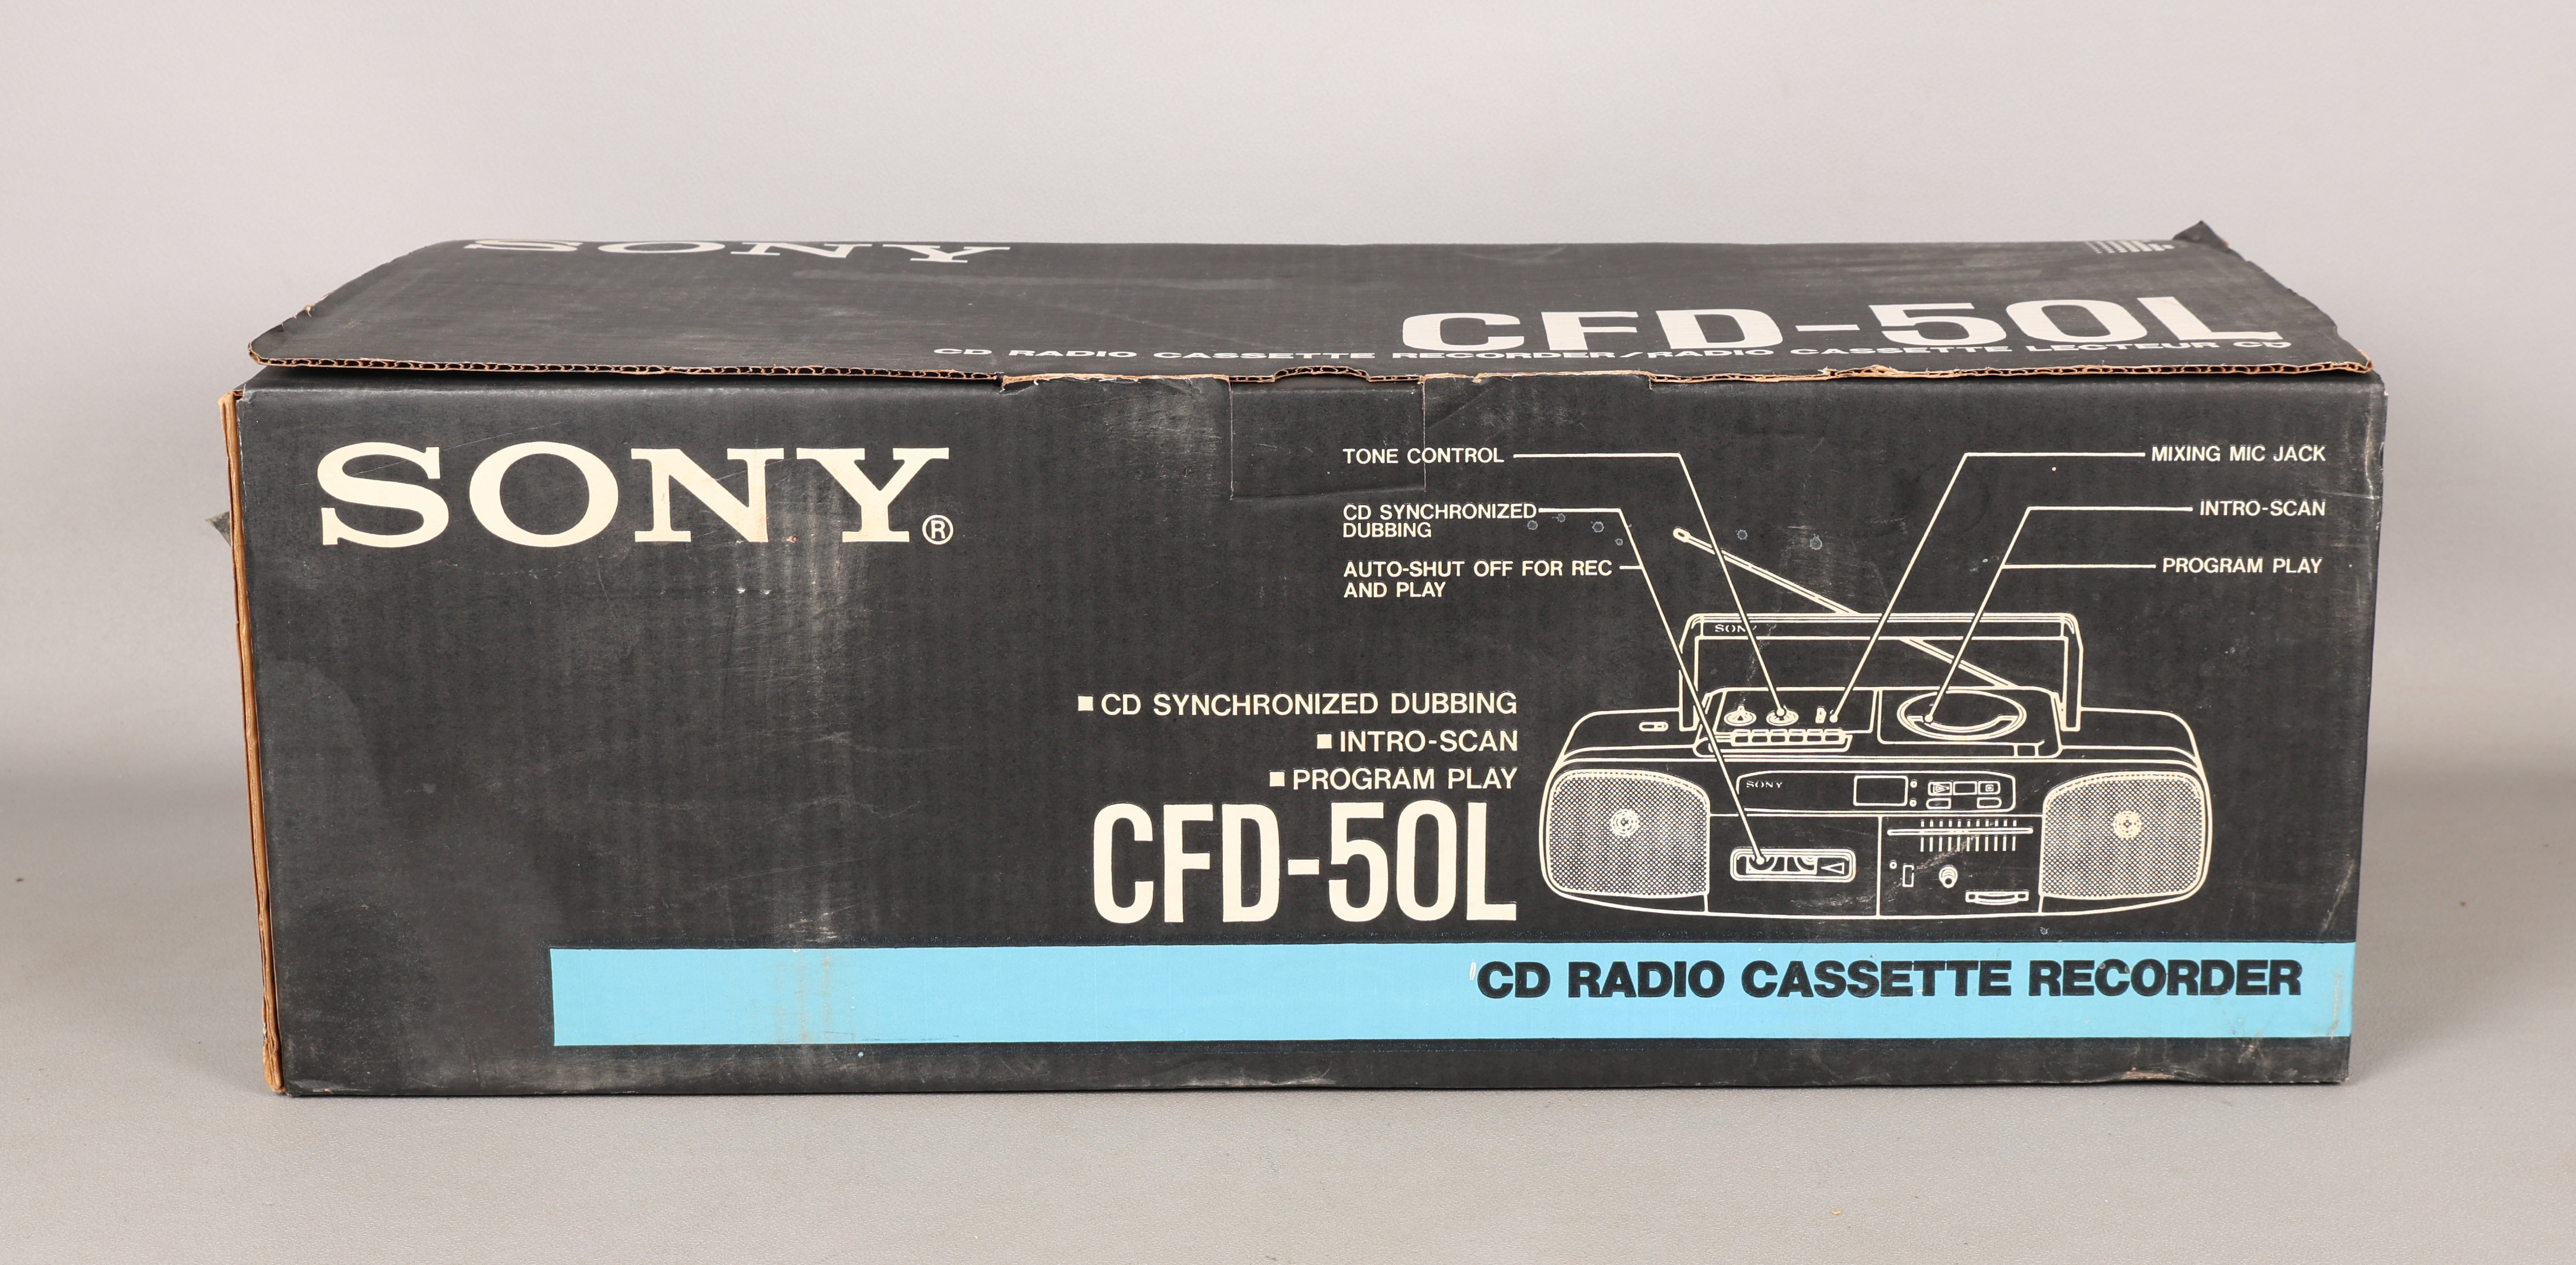 SONY
CFD-50L
CD RADIO CASSETTE RECORDER/RADIO CASSETTE LECTEUR CD
SONY®
TONE CONTROL
CD SYNCHRONIZED
DUBBING
AUTO-SHUT OFF FOR REC
AND PLAY
MIXING MIC JACK
INTRO-SCAN
PROGRAM PLAY
SONY
SONY
■ CD SYNCHRONIZED DUBBING
■ INTRO-SCAN
■ PROGRAM PLAY
CFD-50L
CD RADIO CASSETTE RECORDER